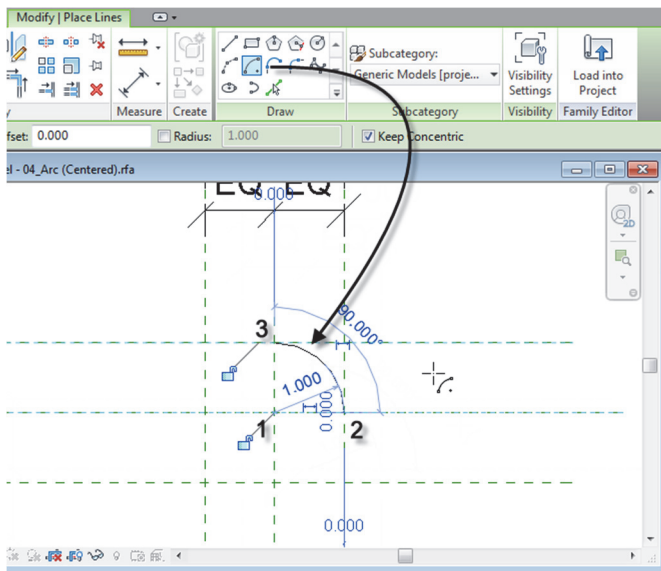 Modify | Place Lines
Subcategory:
Generic Models [proje...
Visibility
Settings
Load into
Project
Measure
Create
Draw
Subcategory
Visibility
Family Editor
fset:
0.000
Radius:
1.000
Keep Concentric
el - 04_Arc (Centered).rfa
2D
EQ EQ
0.000
90.000°
3
1.000
0.000
1
2
0.000